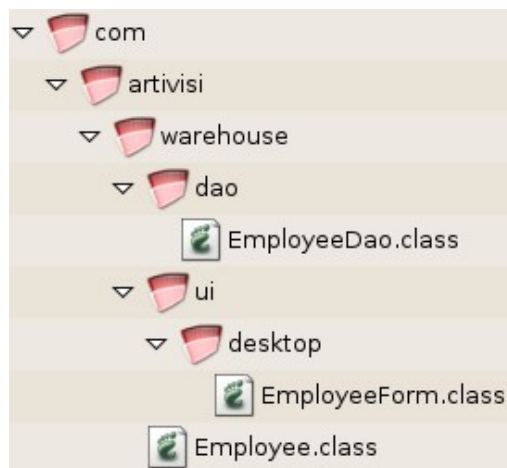 com
artivisi
warehouse
dao
EmployeeDao.class
ui
desktop
EmployeeForm.class
Employee.class